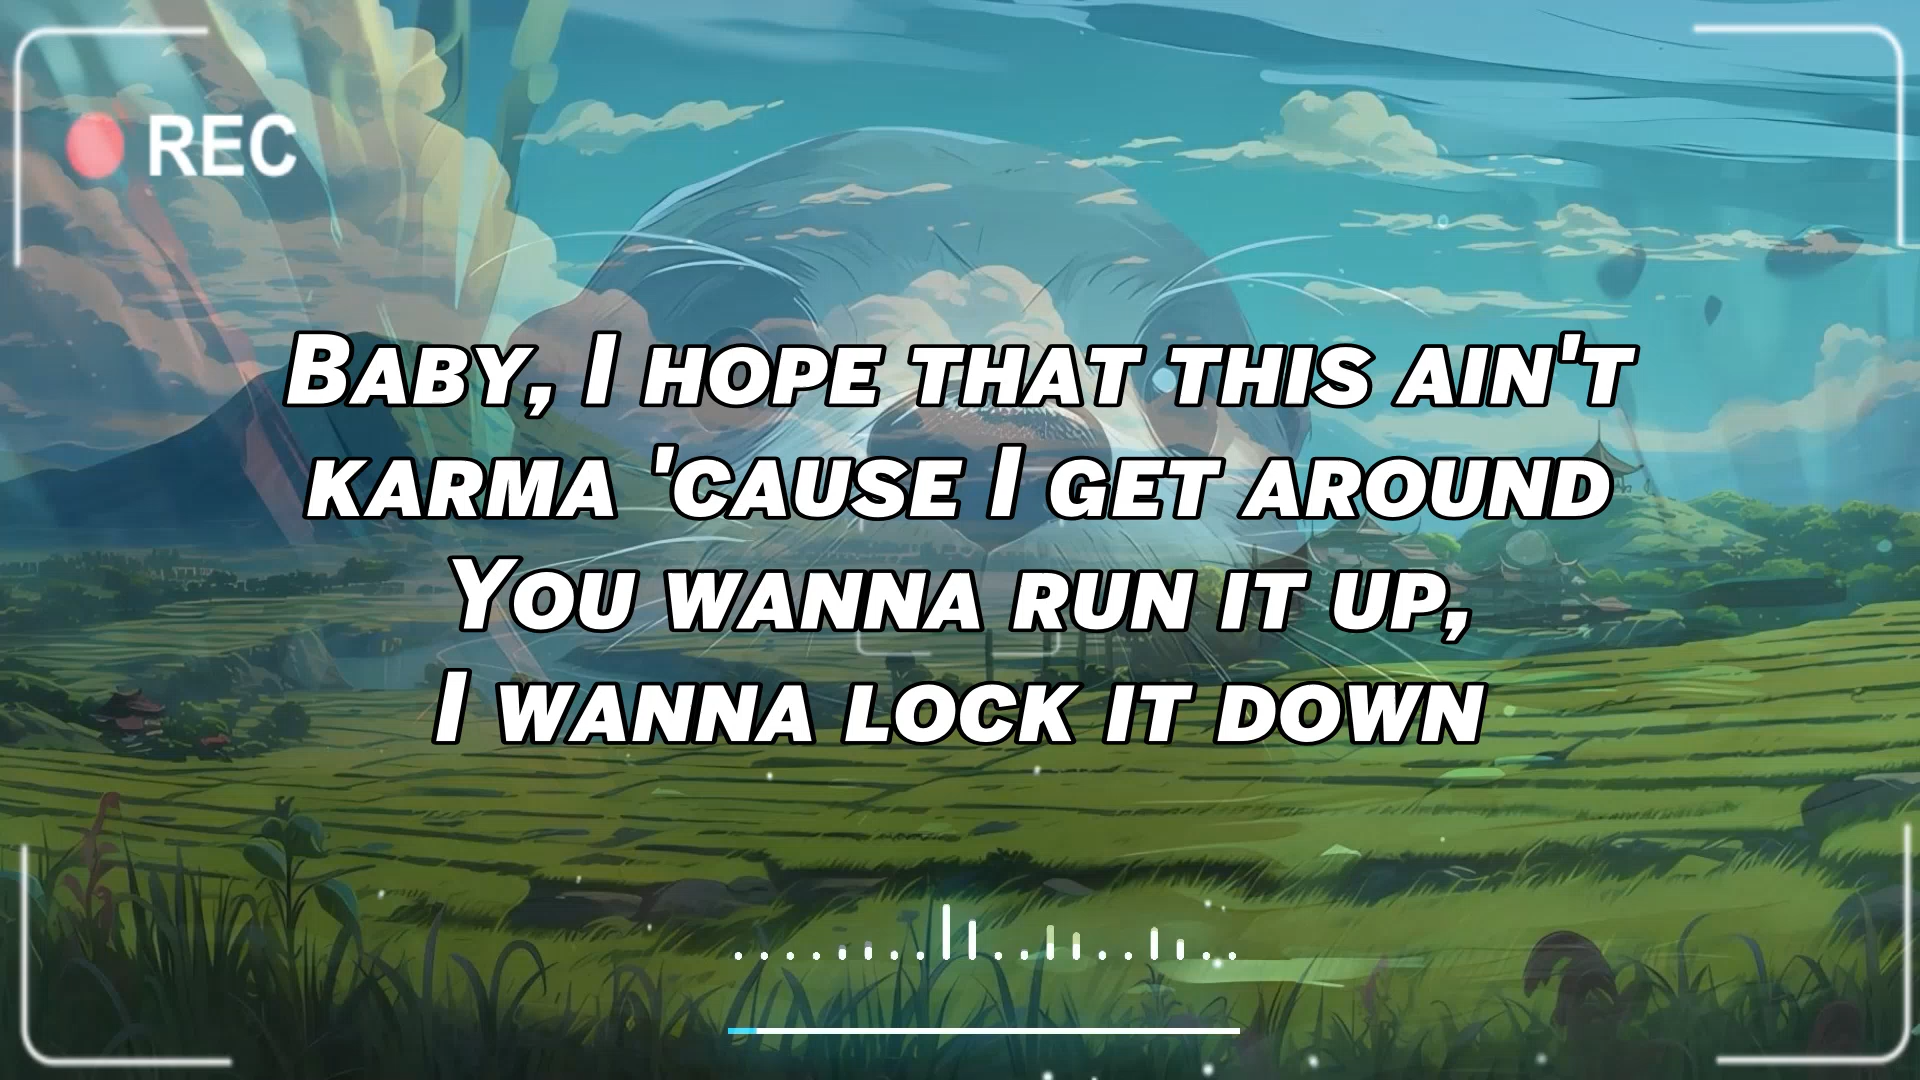 REC
Baby, I hope that this ain't
karma 'cause I get around
You wanna run it up,
I wanna lock it down